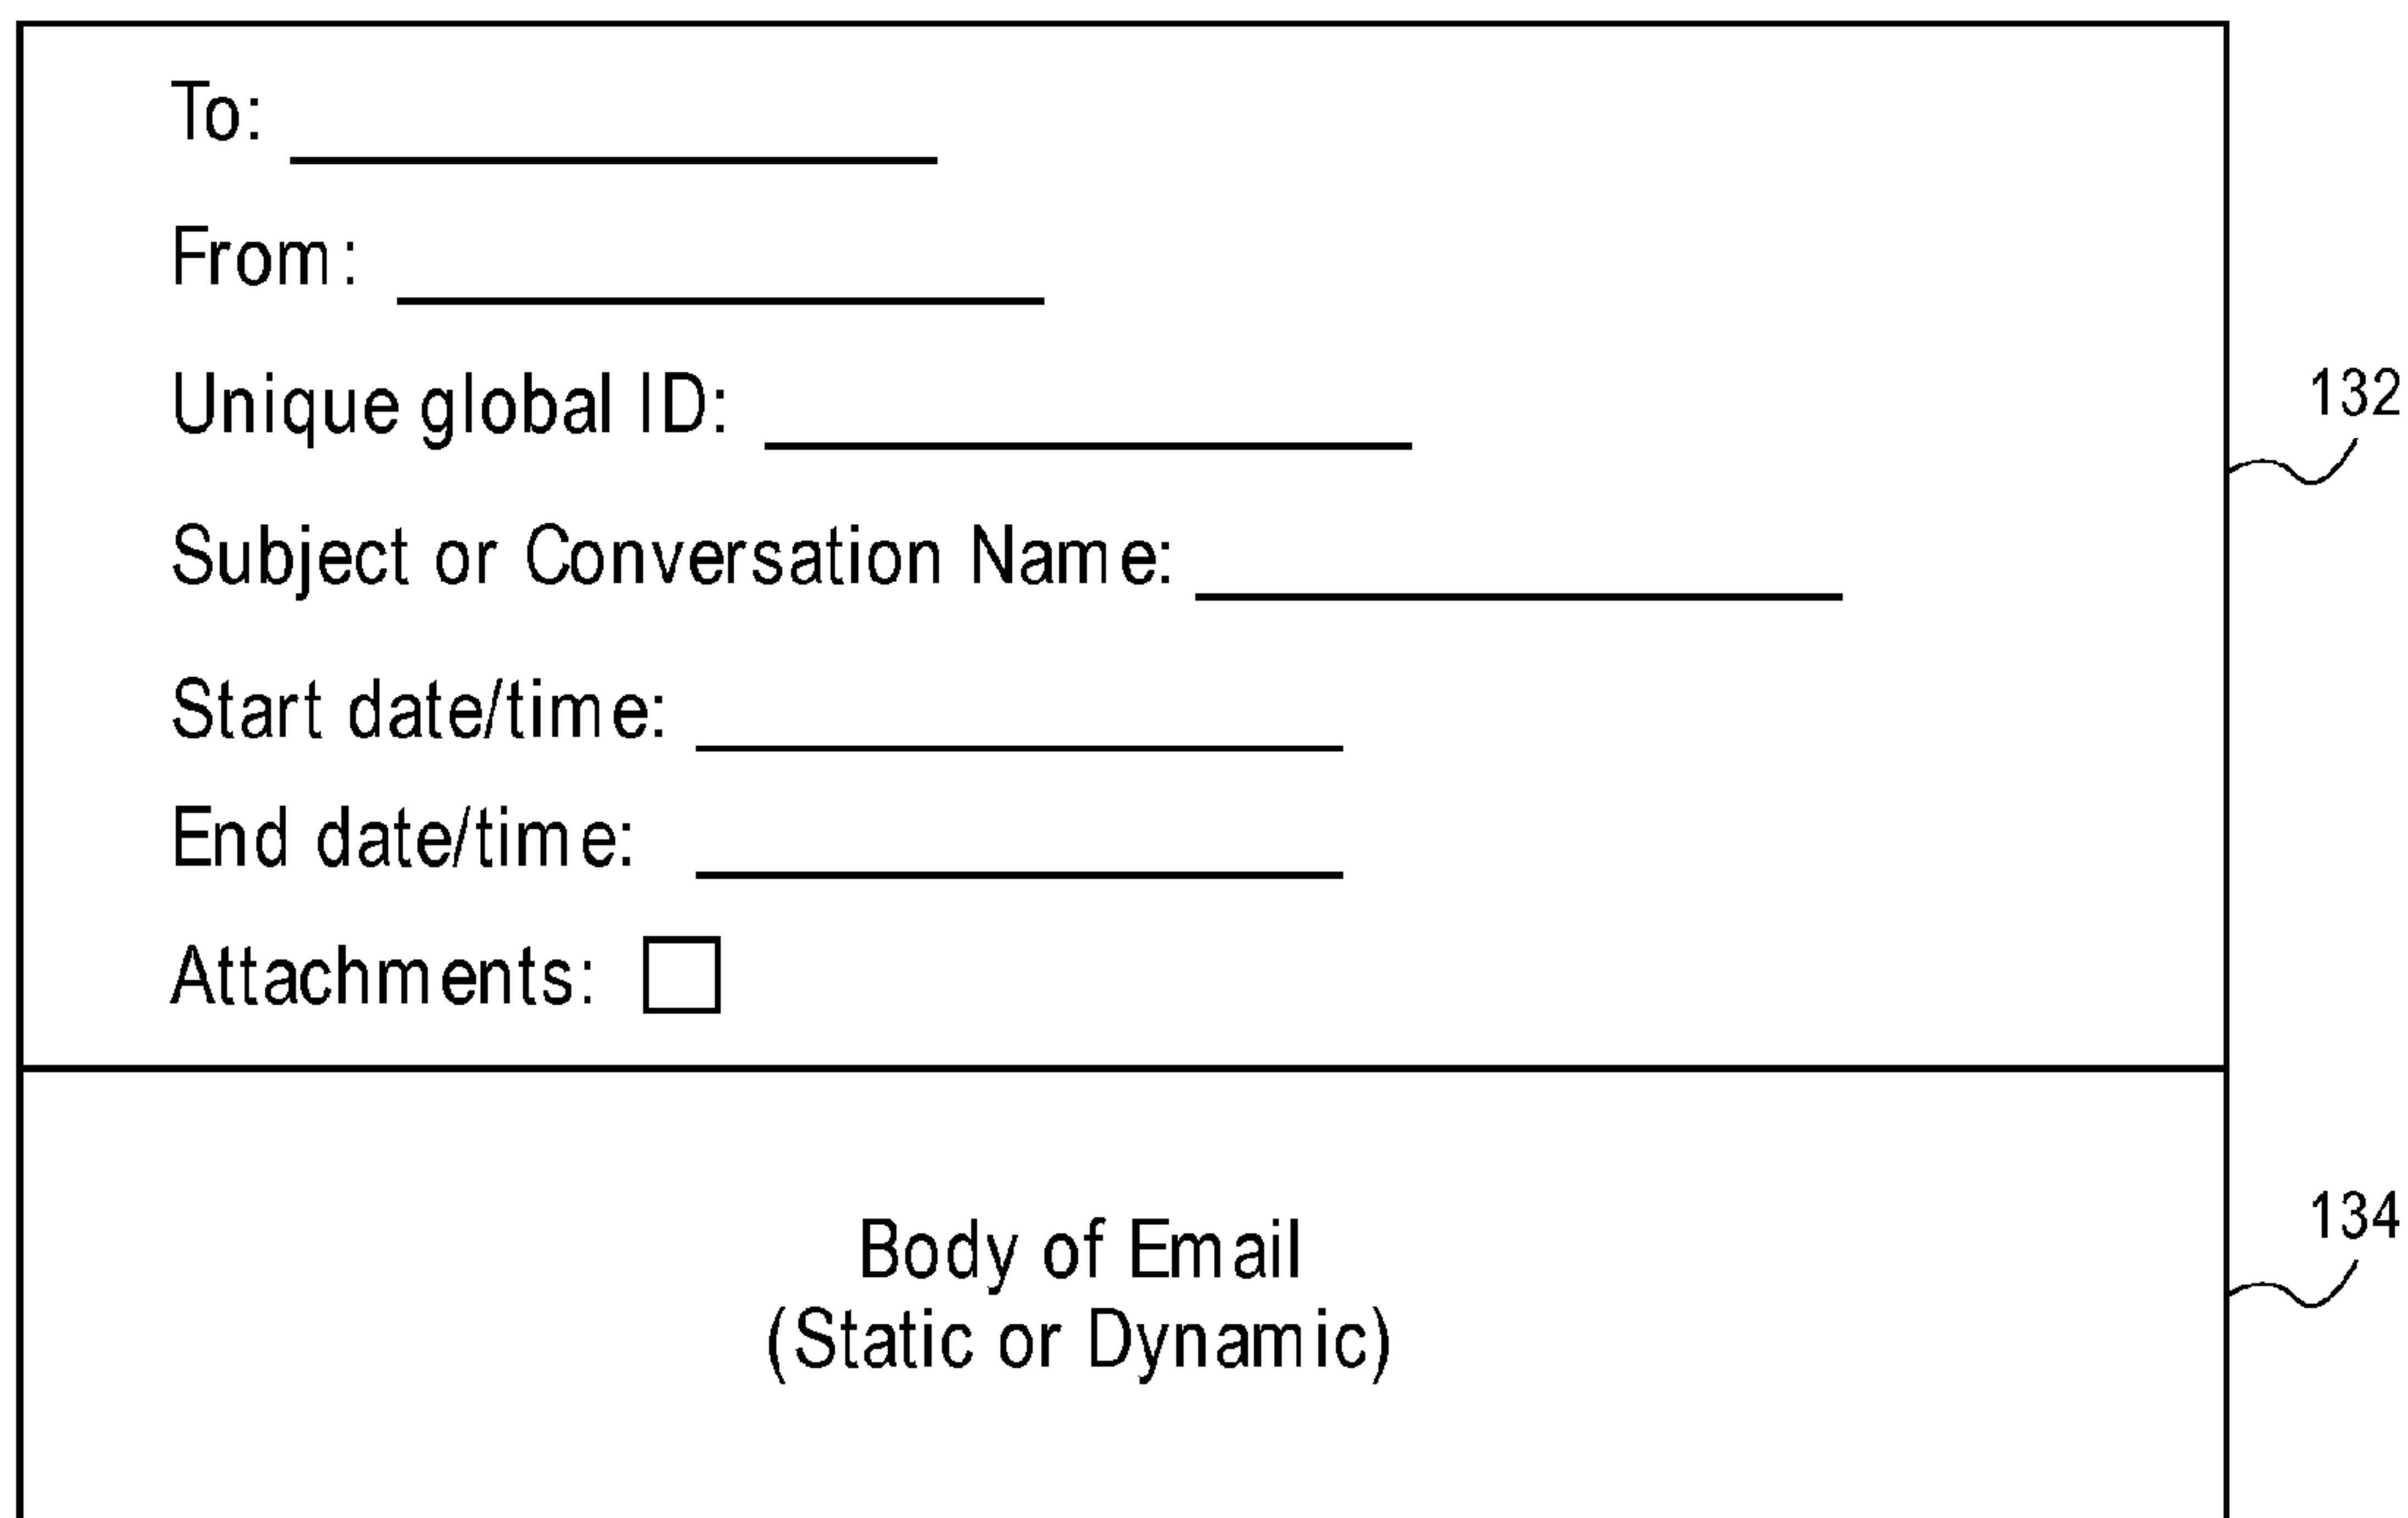 To:
From:
Unique global ID:
132
Subject or Conversation Name:
Start date/time:
End date/time:
Attachments:
134
Body of Email
(Static or Dynamic)